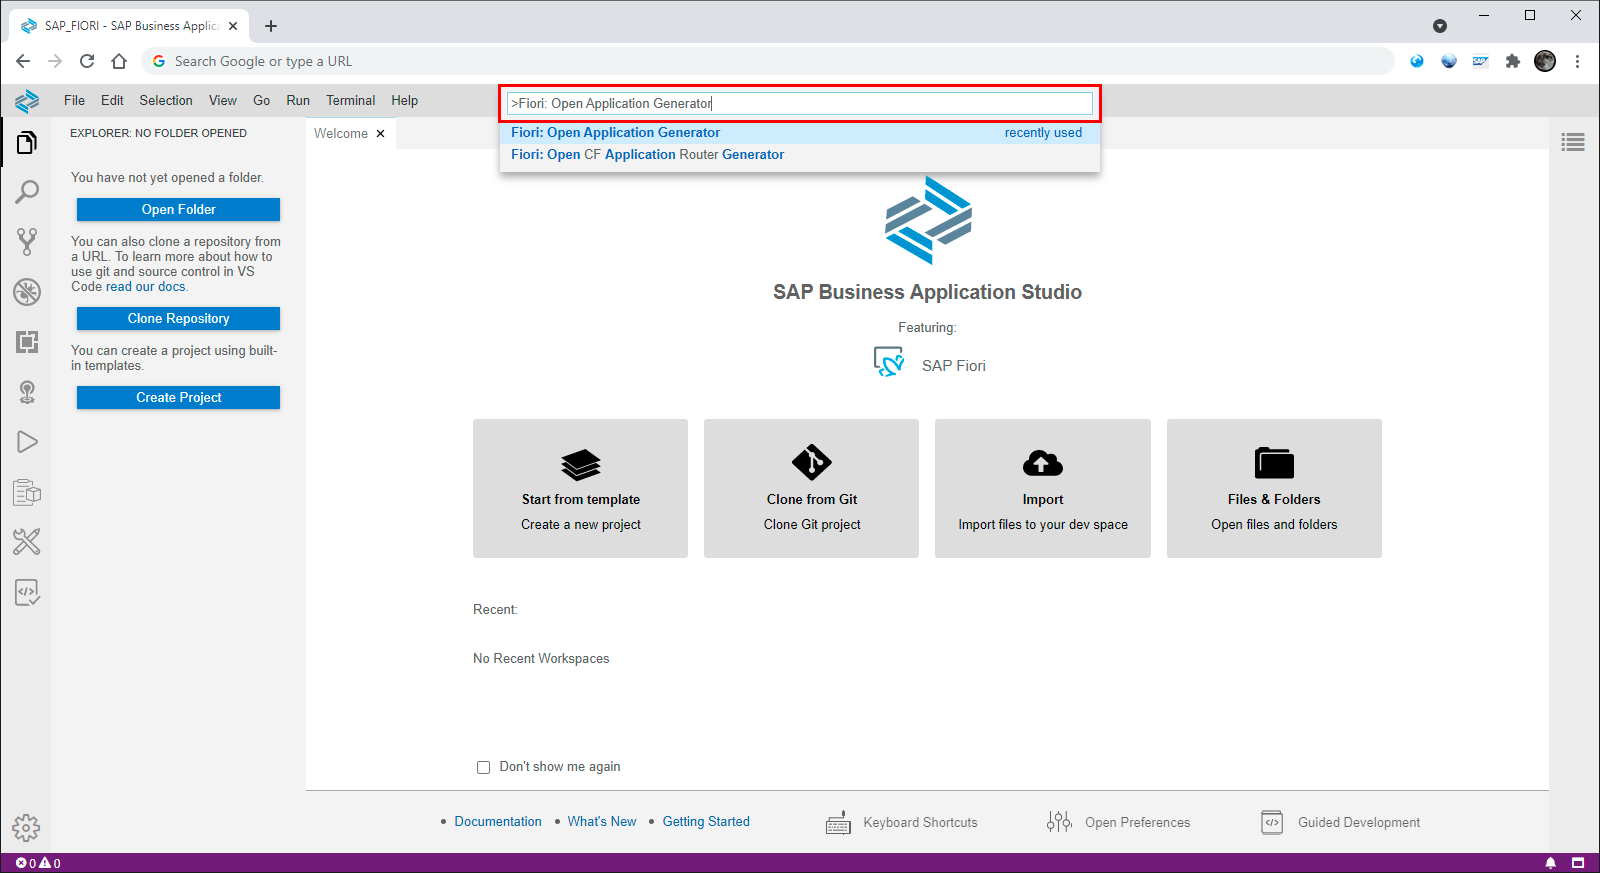 SAP_FIORI - SAP Business Applica
Search Google or type a URL
File Edit Selection View Go Run Terminal Help
>Fiori: Open Application Generator
Fiori: Open Application Generator recently used
Fiori: Open CF Application Router Generator
EXPLORER: NO FOLDER OPENED
Welcome
You have not yet opened a folder.
Open Folder
You can also clone a repository from
a URL. To learn more about how to
use git and source control in VS
Code read our docs.
Clone Repository
You can create a project using built-
in templates.
Create Project
SAP Business Application Studio
Featuring:
SAP Fiori
Start from template
Create a new project
Clone from Git
Clone Git project
Import
Import files to your dev space
Files & Folders
Open files and folders
Recent:
No Recent Workspaces
Don't show me again
Documentation
What's New
Getting Started
Keyboard Shortcuts
Open Preferences
Guided Development
0 0